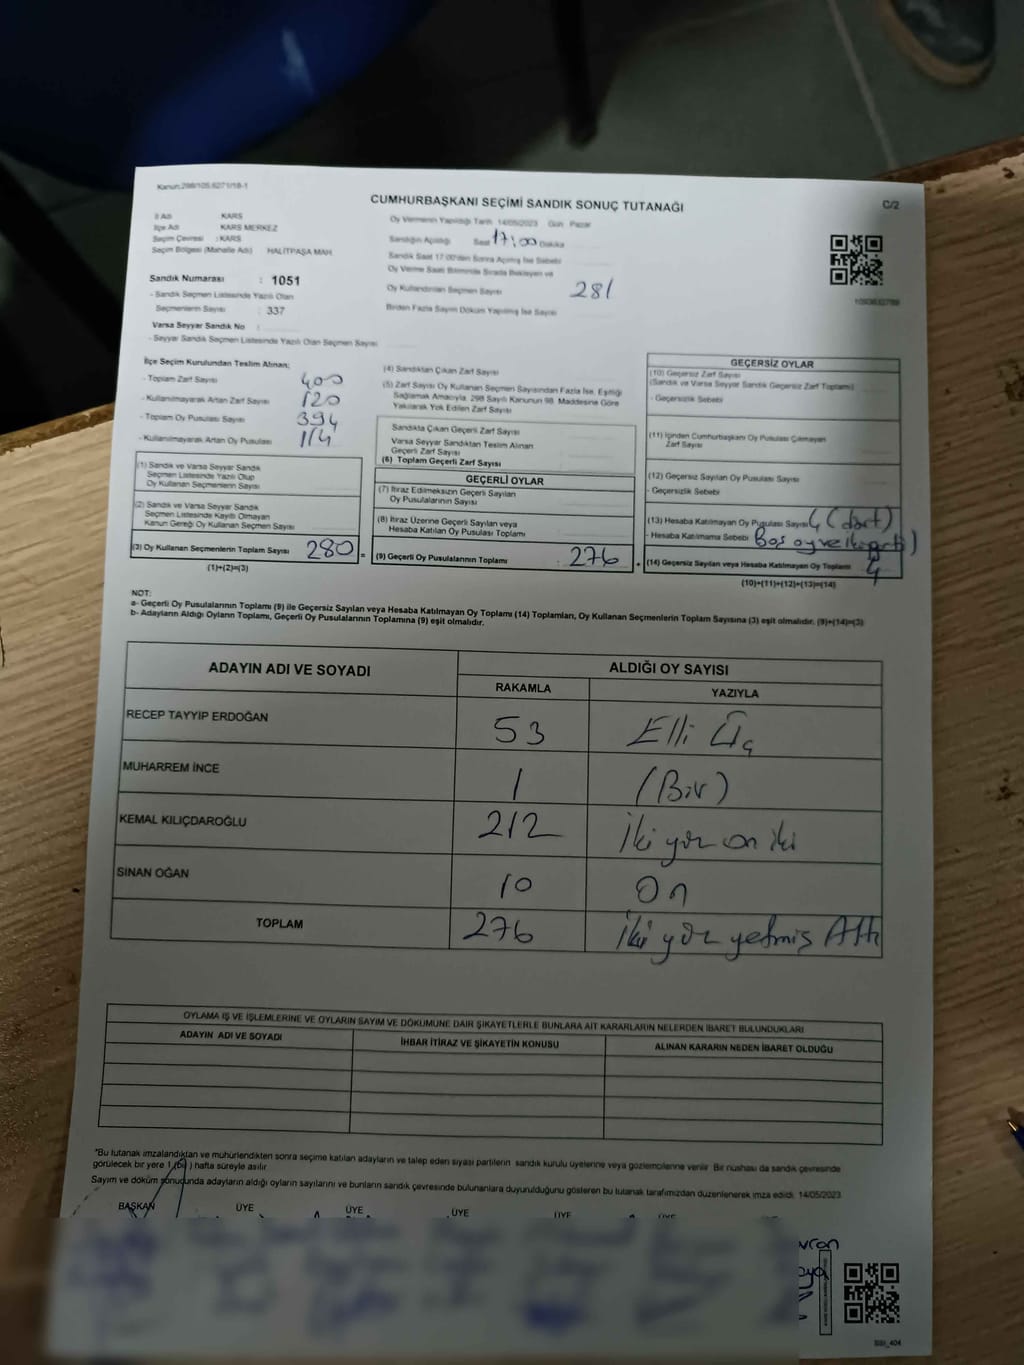 Kanun:298/105,6271/18-1
CUMHURBAŞKANI SEÇİMİ SANDIK SONUÇ TUTANAĞI
C/2
İl Adı KARS
İlçe Adı KARS MERKEZ
Seçim Çevresi : KARS
Seçim Bölgesi (Mahalle Adı) HALİTPAŞA MAH.
Sandık Numarası : 1051
- Sandık Seçmen Listesinde Yazılı Olan
Seçmenlerin Sayısı : 337
Varsa Seyyar Sandık No :
- Seyyar Sandık Seçmen Listesinde Yazılı Olan Seçmen Sayısı
Oy Vermenin Yapıldığı Tarih 14/05/2023 Gün Pazar
Sandığın Açıldığı Saat 17:00 Dakika
Sandık Saat 17:00'den Sonra Açılmış İse Sebebi
Oy Verme Saati Bitiminde Sırada Bekleyen ve
Oy Kullandırılan Seçmen Sayısı 281
Birden Fazla Sayım Döküm Yapılmış İse Sayısı
İlçe Seçim Kurulundan Teslim Alınan;
- Toplam Zarf Sayısı 400
- Kullanılmayarak Artan Zarf Sayısı 120
- Toplam Oy Pusulası Sayısı 394
- Kullanılmayarak Artan Oy Pusulası 114
(1) Sandık ve Varsa Seyyar Sandık
Seçmen Listesinde Yazılı Olup
Oy Kullanan Seçmenlerin Sayısı
(2) Sandık ve Varsa Seyyar Sandık
Seçmen Listesinde Kayıtlı Olmayan
Kanun Gereği Oy Kullanan Seçmen Sayısı
(3) Oy Kullanan Seçmenlerin Toplam Sayısı 280
(1)+(2)=(3)
(4) Sandıktan Çıkan Zarf Sayısı
(5) Zarf Sayısı Oy Kullanan Seçmen Sayısından Fazla İse, Eşitliği
Sağlamak Amacıyla, 298 Sayılı Kanunun 98. Maddesine Göre
Yakılarak Yok Edilen Zarf Sayısı
Sandıkta Çıkan Geçerli Zarf Sayısı
Varsa Seyyar Sandıktan Teslim Alınan
Geçerli Zarf Sayısı
(6) Toplam Geçerli Zarf Sayısı
GEÇERLİ OYLAR
(7) İtiraz Edilmeksizin Geçerli Sayılan
Oy Pusulalarının Sayısı
(8) İtiraz Üzerine Geçerli Sayılan veya
Hesaba Katılan Oy Pusulaları Toplamı
= (9) Geçerli Oy Pusulalarının Toplamı : 276 +
GEÇERSİZ OYLAR
(10) Geçersiz Zarf Sayısı
(Sandık ve Varsa Seyyar Sandık Geçersiz Zarf Toplamı)
- Geçersizlik Sebebi
(11) İçinden Cumhurbaşkanı Oy Pusulası Çıkmayan
Zarf Sayısı
(12) Geçersiz Sayılan Oy Pusulası Sayısı
- Geçersizlik Sebebi
(13) Hesaba Katılmayan Oy Pusulası Sayısı 4 (dört)
- Hesaba Katılmama Sebebi Boş oy ve
(14) Geçersiz Sayılan veya Hesaba Katılmayan Oy Toplamı 4
(10)+(11)+(12)+(13)=(14)
NOT:
a- Geçerli Oy Pusulalarının Toplamı (9) ile Geçersiz Sayılan veya Hesaba Katılmayan Oy Toplamı (14) Toplamları, Oy Kullanan Seçmenlerin Toplam Sayısına (3) eşit olmalıdır. (9)+(14)=(3)
b- Adayların Aldığı Oyların Toplamı, Geçerli Oy Pusulalarının Toplamına (9) eşit olmalıdır.
ADAYIN ADI VE SOYADI ALDIĞI OY SAYISI
RAKAMLA YAZIYLA
RECEP TAYYİP ERDOĞAN 53 Elli Üç
MUHARREM İNCE 1 (Bir)
KEMAL KILIÇDAROĞLU 212 İki yüz on iki
SİNAN OĞAN 10 On
TOPLAM 276 İki yüz yetmiş Altı
OYLAMA İŞ VE İŞLEMLERİNE VE OYLARIN SAYIM VE DÖKÜMÜNE DAİR ŞİKAYETLERLE BUNLARA AİT KARARLARIN NELERDEN İBARET BULUNDUKLARI
ADAYIN ADI VE SOYADI İHBAR İTİRAZ VE ŞİKAYETİN KONUSU ALINAN KARARIN NEDEN İBARET OLDUĞU
"Bu tutanak imzalandıktan ve mühürlendikten sonra seçime katılan adayların ve talep eden siyasi partilerin sandık kurulu üyelerine veya gözlemcilerine verilir. Bir nüshası da sandık çevresinde
görülecek bir yere 1 (bir) hafta süreyle asılır.
Sayım ve döküm sonucunda adayların aldığı oyların sayılarını ve bunların sandık çevresinde bulunanlara duyurulduğunu gösteren bu tutanak tarafımızdan düzenlenerek imza edildi. 14/05/2023
BAŞKAN ÜYE ÜYE ÜYE ÜYE ÜYE